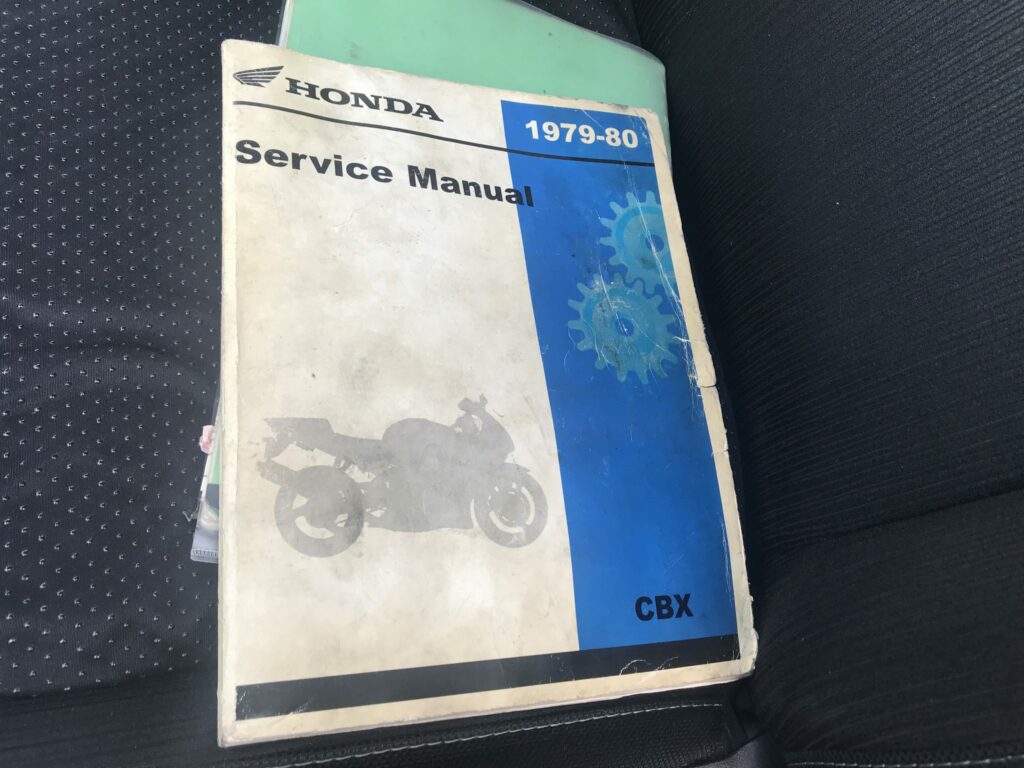 HONDA
1979-80
Service Manual
CBX